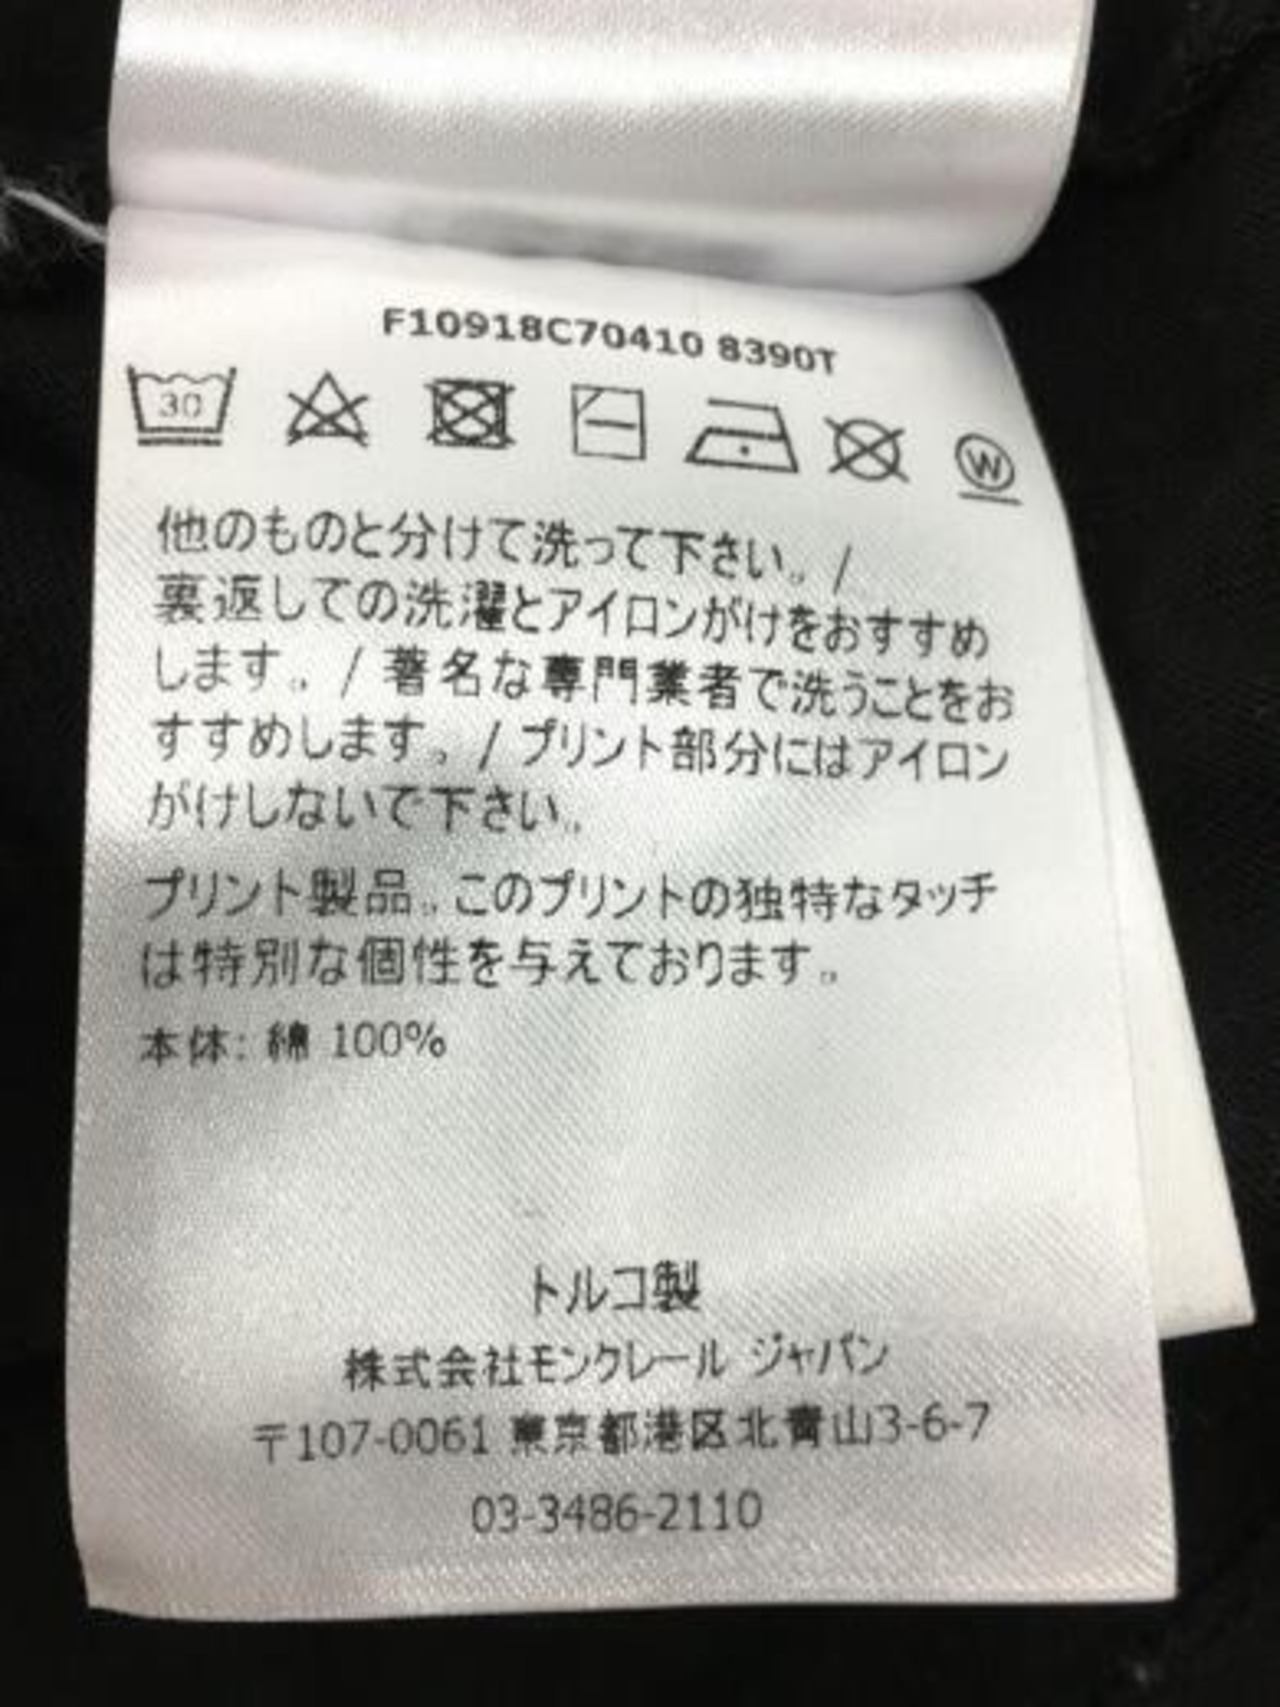 F10918C70410 8390T
30
W
他のものと分けて洗って下さい。/
裏返しての洗濯とアイロンがけをおすすめ
します。/ 著名な専門業者で洗うことをお
すすめします。/ プリント部分にはアイロン
がけしないで下さい。
プリント製品。このプリントの独特なタッチ
は特別な個性を与えております。
本体: 綿 100%
トルコ製
株式会社モンクレール ジャパン
〒107-0061 東京都港区北青山3-6-7
03-3486-2110